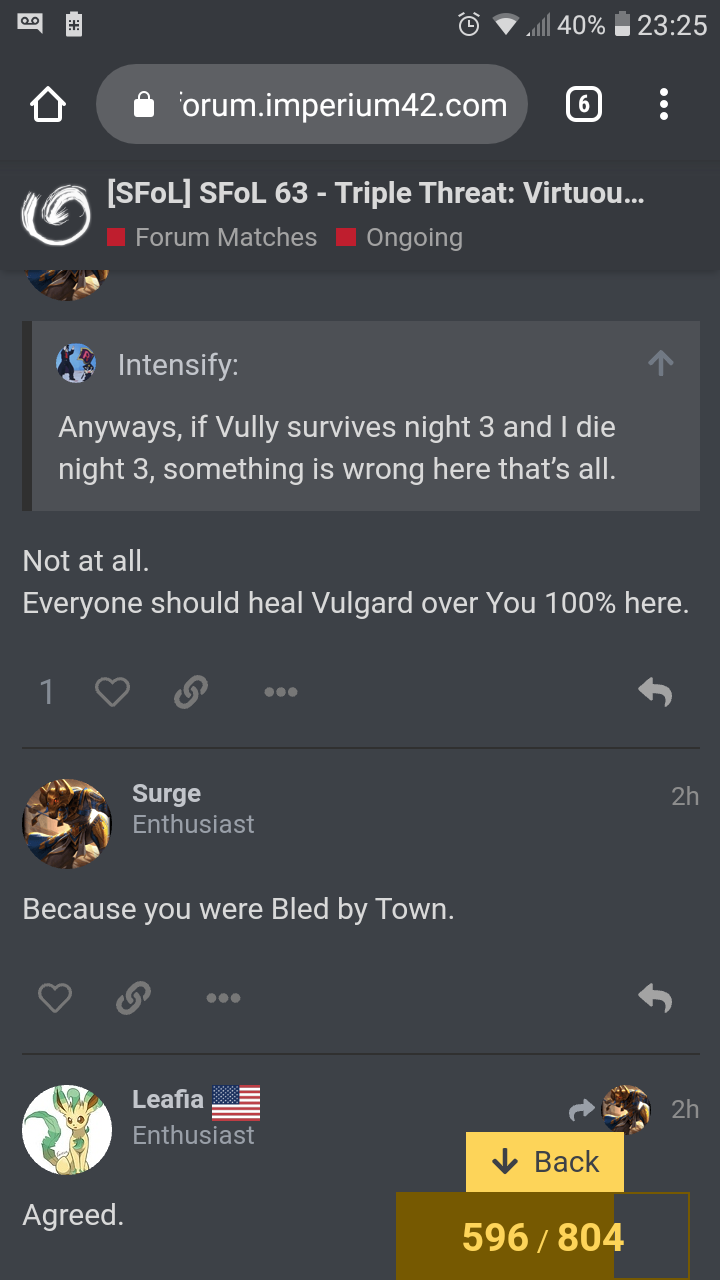 40% 23:25
orum.imperium42.com
6
[SFoL] SFoL 63 - Triple Threat: Virtuou...
Forum Matches Ongoing
Intensify:
Anyways, if Vully survives night 3 and I die
night 3, something is wrong here that’s all.
Not at all.
Everyone should heal Vulgard over You 100% here.
1
Surge 2h
Enthusiast
Because you were Bled by Town.
Leafia 2h
Enthusiast
Back
Agreed.
596 / 804